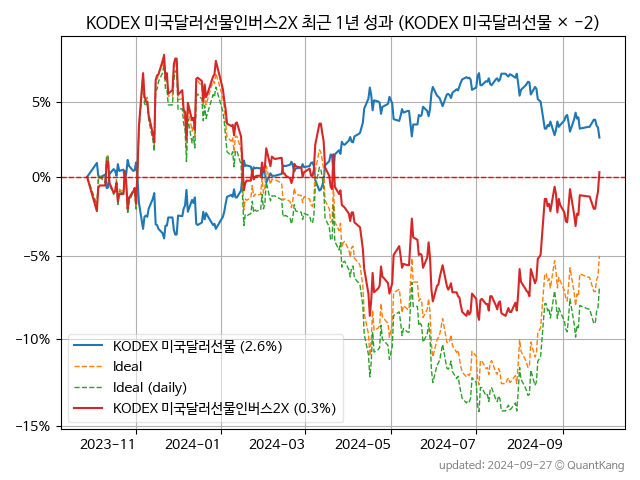 KODEX 미국달러선물인버스2X 최근 1년 성과 (KODEX 미국달러선물 × −2)
5%
0%
−5%
−10%
−15%
KODEX 미국달러선물 (2.6%)
Ideal
Ideal (daily)
KODEX 미국달러선물인버스2X (0.3%)
2023−11 2024−01 2024−03 2024−05 2024−07 2024−09
updated: 2024−09−27 © QuantKang